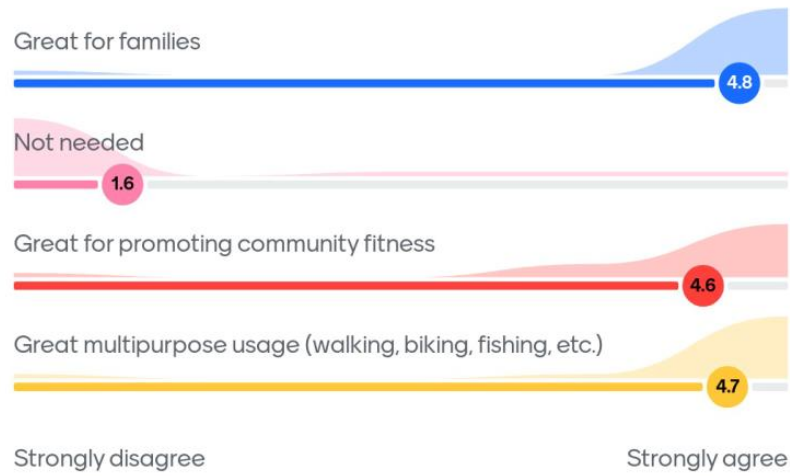 Great for families
4.8
Not needed
1.6
Great for promoting community fitness
4.6
Great multipurpose usage (walking, biking, fishing, etc.)
4.7
Strongly disagree
Strongly agree